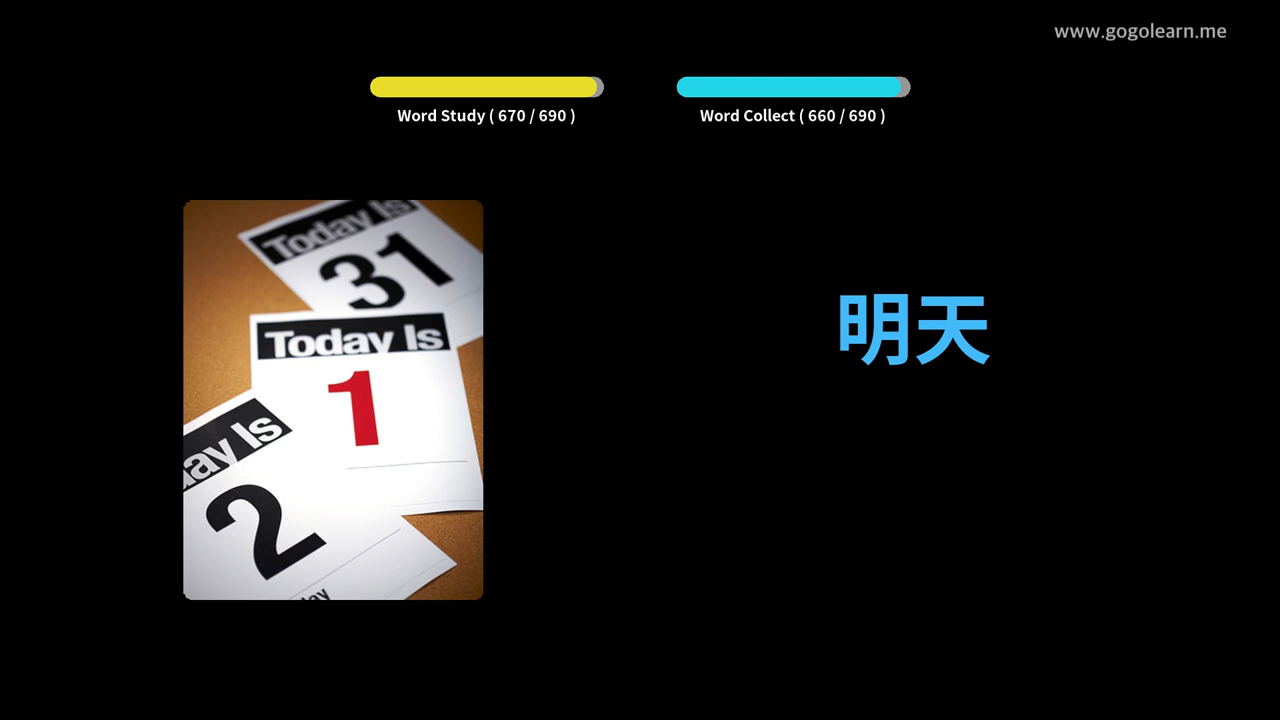 www.gogolearn.me
Word Study ( 670 / 690 )
Word Collect ( 660 / 690 )
Today Is
31
Today Is
1
ay Is
2
ay
明天